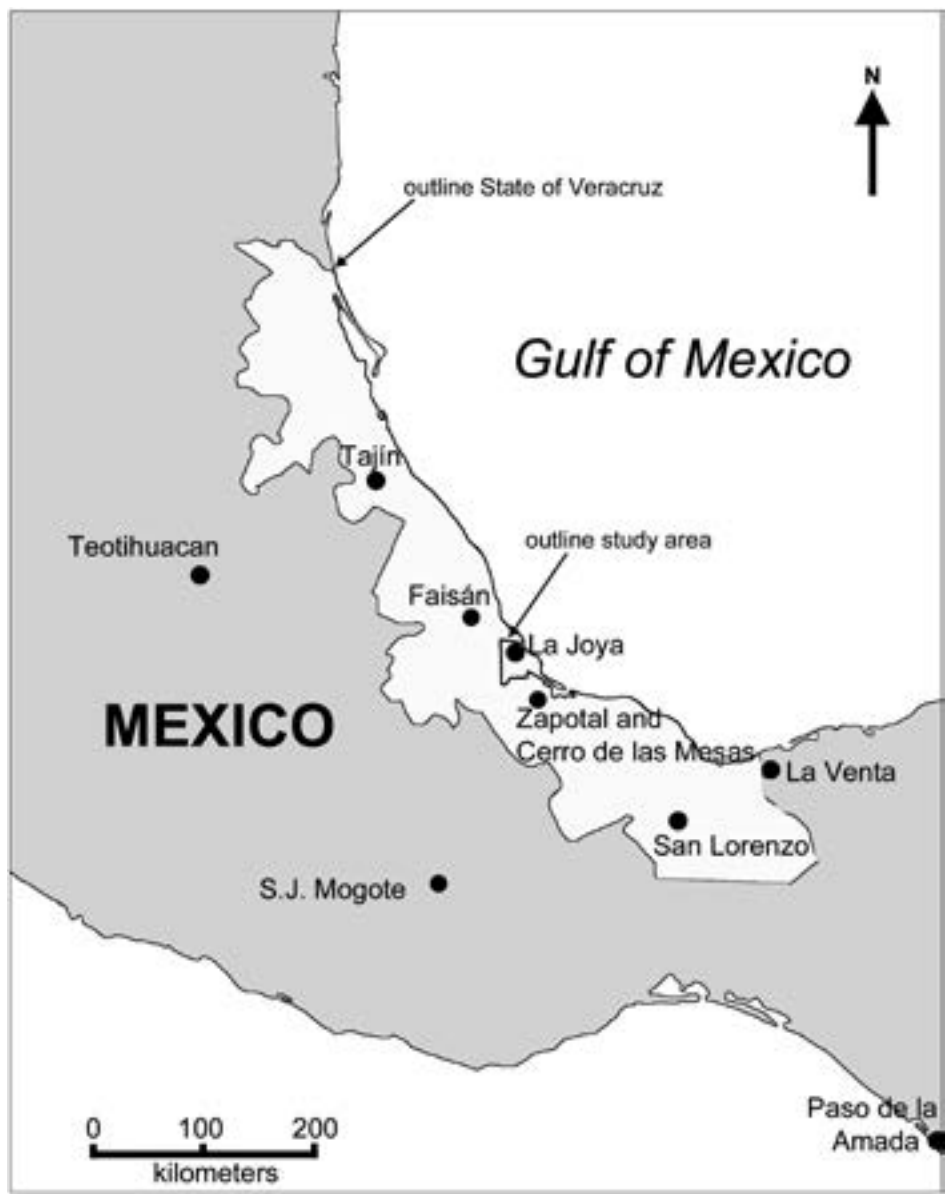 N
outline State of Veracruz
Gulf of Mexico
Tajín
outline study area
Teotihuacan
Faisán
La Joya
MEXICO
Zapotal and
Cerro de las Mesas
La Venta
San Lorenzo
S.J. Mogote
Paso de la
Amada
0 100 200
kilometers